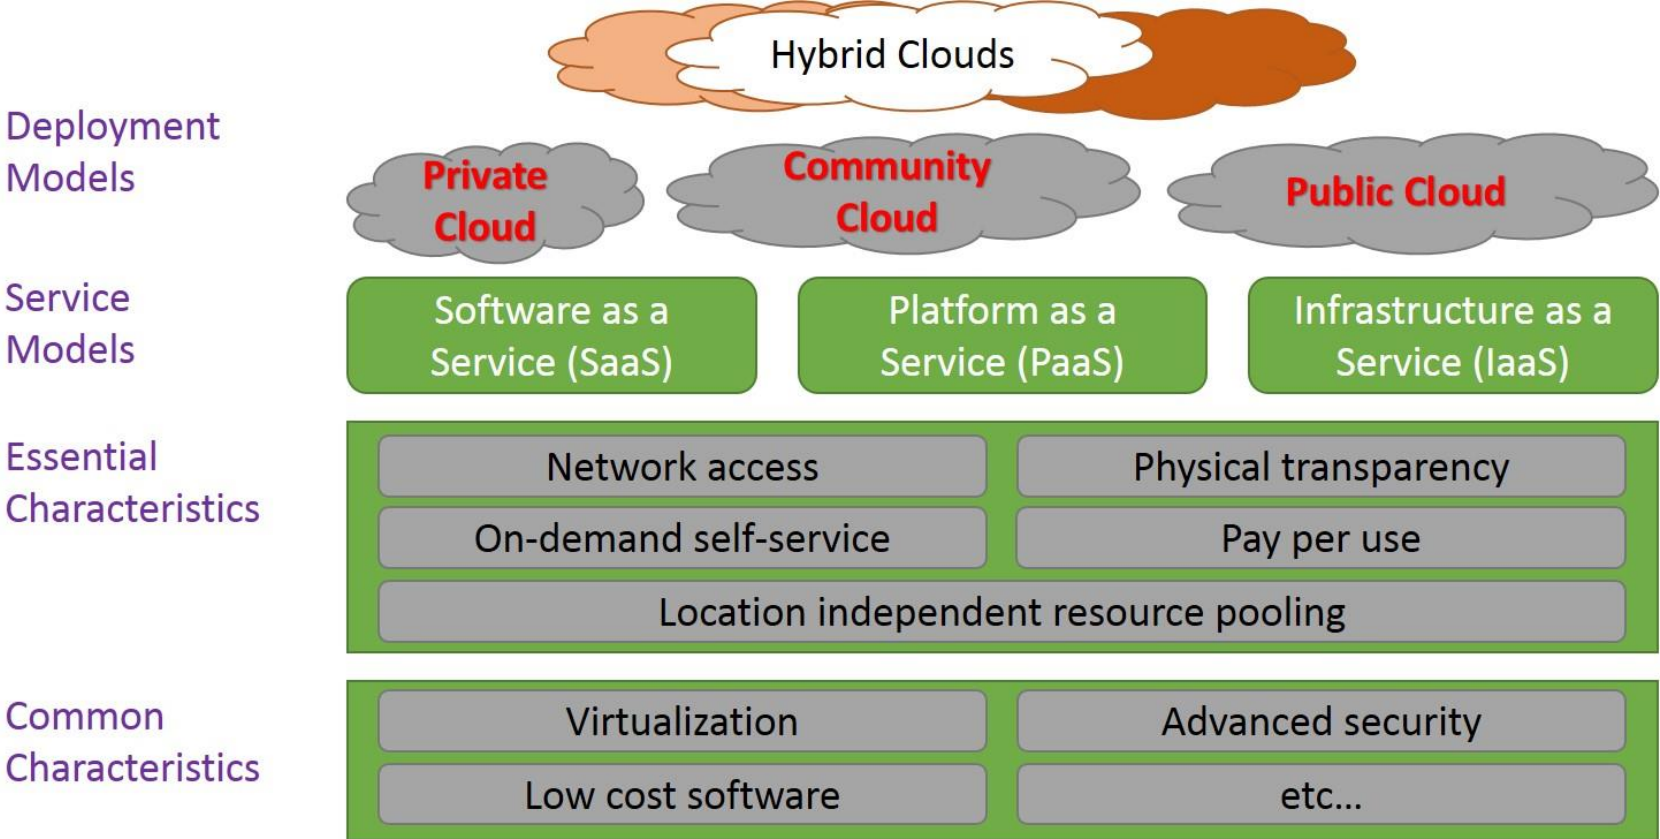 Hybrid Clouds
Deployment
Models
Private
Cloud
Community
Cloud
Public Cloud
Service
Models
Software as a
Service (SaaS)
Platform as a
Service (PaaS)
Infrastructure as a
Service (IaaS)
Essential
Characteristics
Network access
Physical transparency
On-demand self-service
Pay per use
Location independent resource pooling
Common
Characteristics
Virtualization
Advanced security
Low cost software
etc...